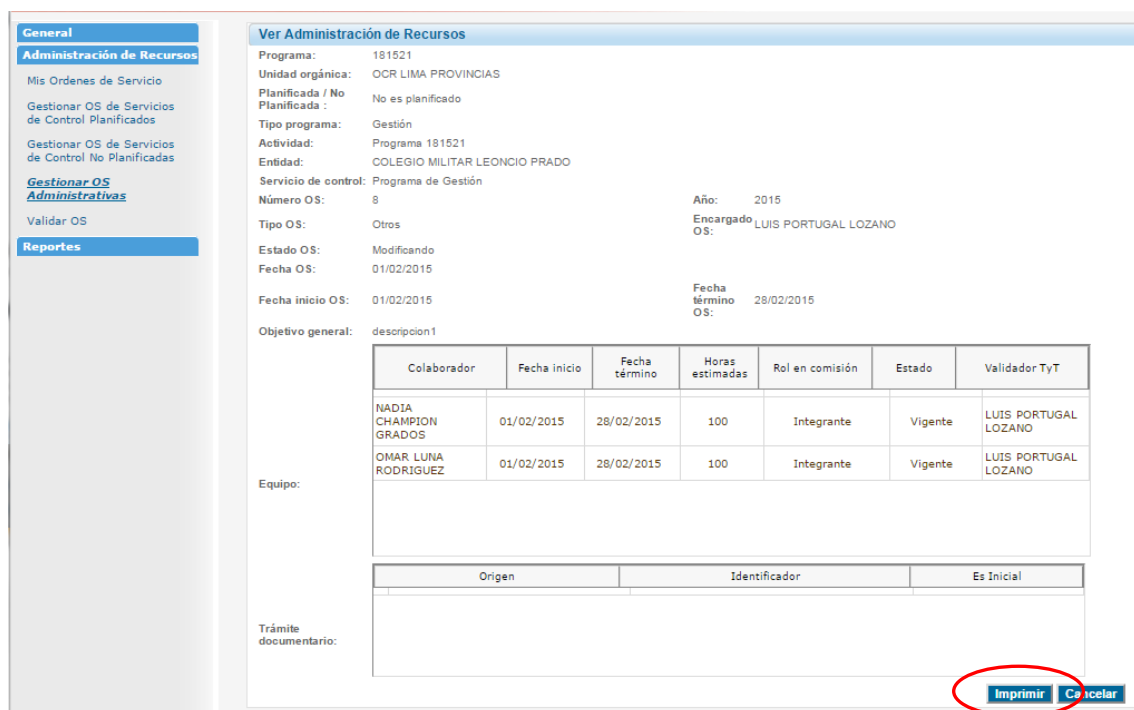 General
Administración de Recursos
Mis Ordenes de Servicio
Gestionar OS de Servicios
de Control Planificados
Gestionar OS de Servicios
de Control No Planificadas
Gestionar OS
Administrativas
Validar OS
Reportes
Ver Administración de Recursos
Programa: 181521
Unidad orgánica: OCR LIMA PROVINCIAS
Planificada / No
Planificada : No es planificado
Tipo programa: Gestión
Actividad: Programa 181521
Entidad: COLEGIO MILITAR LEONCIO PRADO
Servicio de control: Programa de Gestión
Número OS: 8 Año: 2015
Tipo OS: Otros Encargado OS: LUIS PORTUGAL LOZANO
Estado OS: Modificando
Fecha OS: 01/02/2015
Fecha inicio OS: 01/02/2015 Fecha término OS: 28/02/2015
Objetivo general: descripcion1
Colaborador Fecha inicio Fecha término Horas estimadas Rol en comisión Estado Validador TyT
NADIA CHAMPION GRADOS 01/02/2015 28/02/2015 100 Integrante Vigente LUIS PORTUGAL LOZANO
OMAR LUNA RODRIGUEZ 01/02/2015 28/02/2015 100 Integrante Vigente LUIS PORTUGAL LOZANO
Equipo:
Origen Identificador Es Inicial
Trámite
documentario:
Imprimir Cancelar